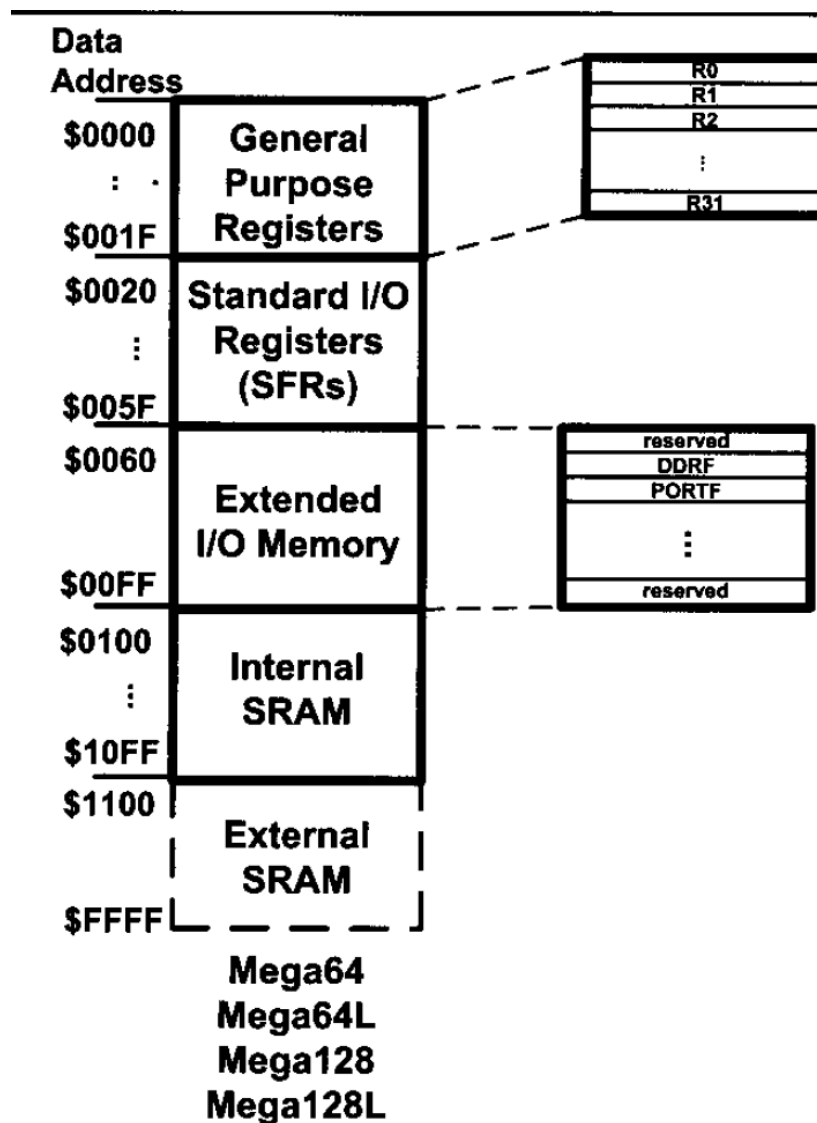 Data
Address
$0000
⋮
$001F
General
Purpose
Registers
R0
R1
R2
⋮
R31
$0020
⋮
$005F
Standard I/O
Registers
(SFRs)
$0060
$00FF
Extended
I/O Memory
reserved
DDRF
PORTF
⋮
reserved
$0100
⋮
$10FF
Internal
SRAM
$1100
$FFFF
External
SRAM
Mega64
Mega64L
Mega128
Mega128L